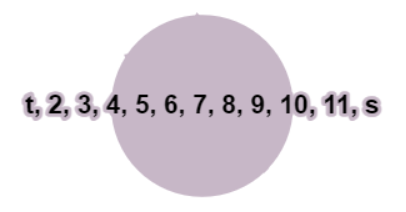 t, 2, 3, 4, 5, 6, 7, 8, 9, 10, 11, s